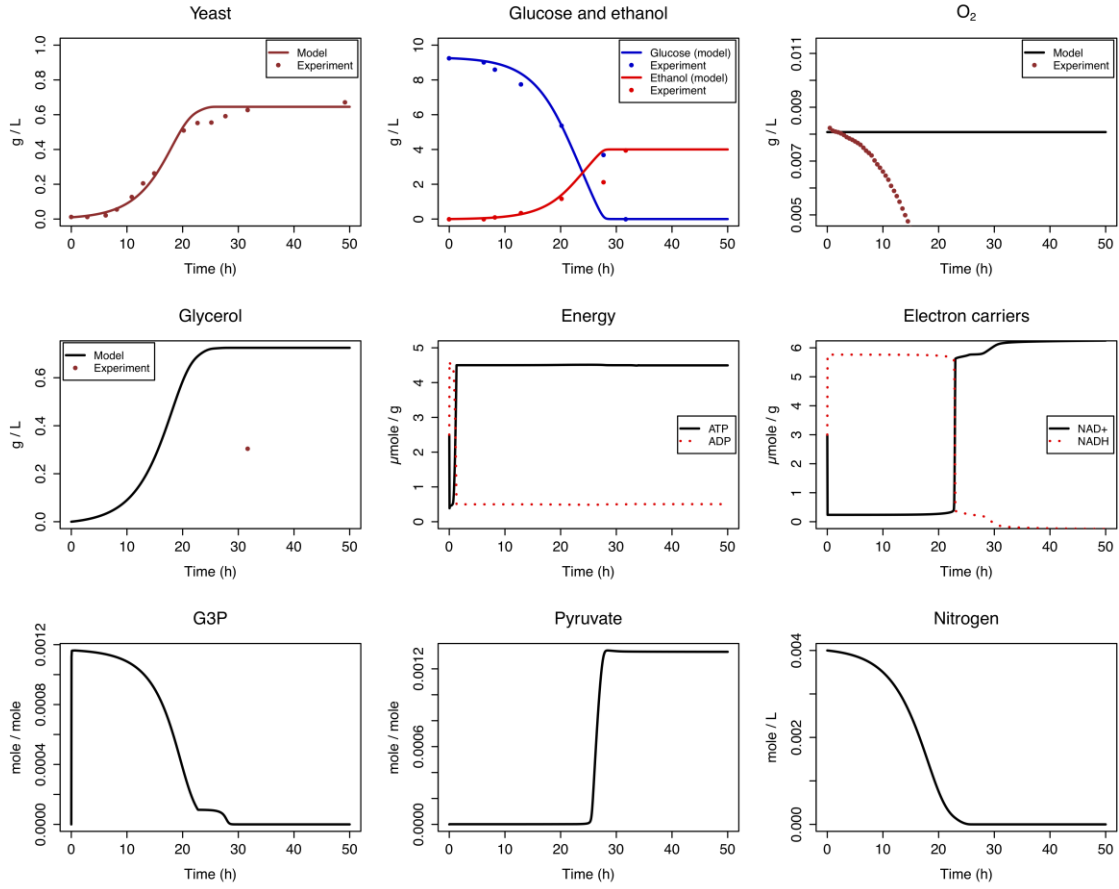 Yeast
g / L
0.0 0.2 0.4 0.6 0.8 1.0
Model
Experiment
0 10 20 30 40 50
Time (h)
Glucose and ethanol
g / L
0 2 4 6 8 10
Glucose (model)
Experiment
Ethanol (model)
Experiment
0 10 20 30 40 50
Time (h)
O₂
g / L
0.005 0.007 0.009 0.011
Model
Experiment
0 10 20 30 40 50
Time (h)
Glycerol
g / L
0.0 0.2 0.4 0.6
Model
Experiment
0 10 20 30 40 50
Time (h)
Energy
µmole / g
0 1 2 3 4 5
ATP
ADP
0 10 20 30 40 50
Time (h)
Electron carriers
µmole / g
0 1 2 3 4 5 6
NAD+
NADH
0 10 20 30 40 50
Time (h)
G3P
mole / mole
0.0000 0.0004 0.0008 0.0012
0 10 20 30 40 50
Time (h)
Pyruvate
mole / mole
0.0000 0.0006 0.0012
0 10 20 30 40 50
Time (h)
Nitrogen
mole / L
0.000 0.002 0.004
0 10 20 30 40 50
Time (h)